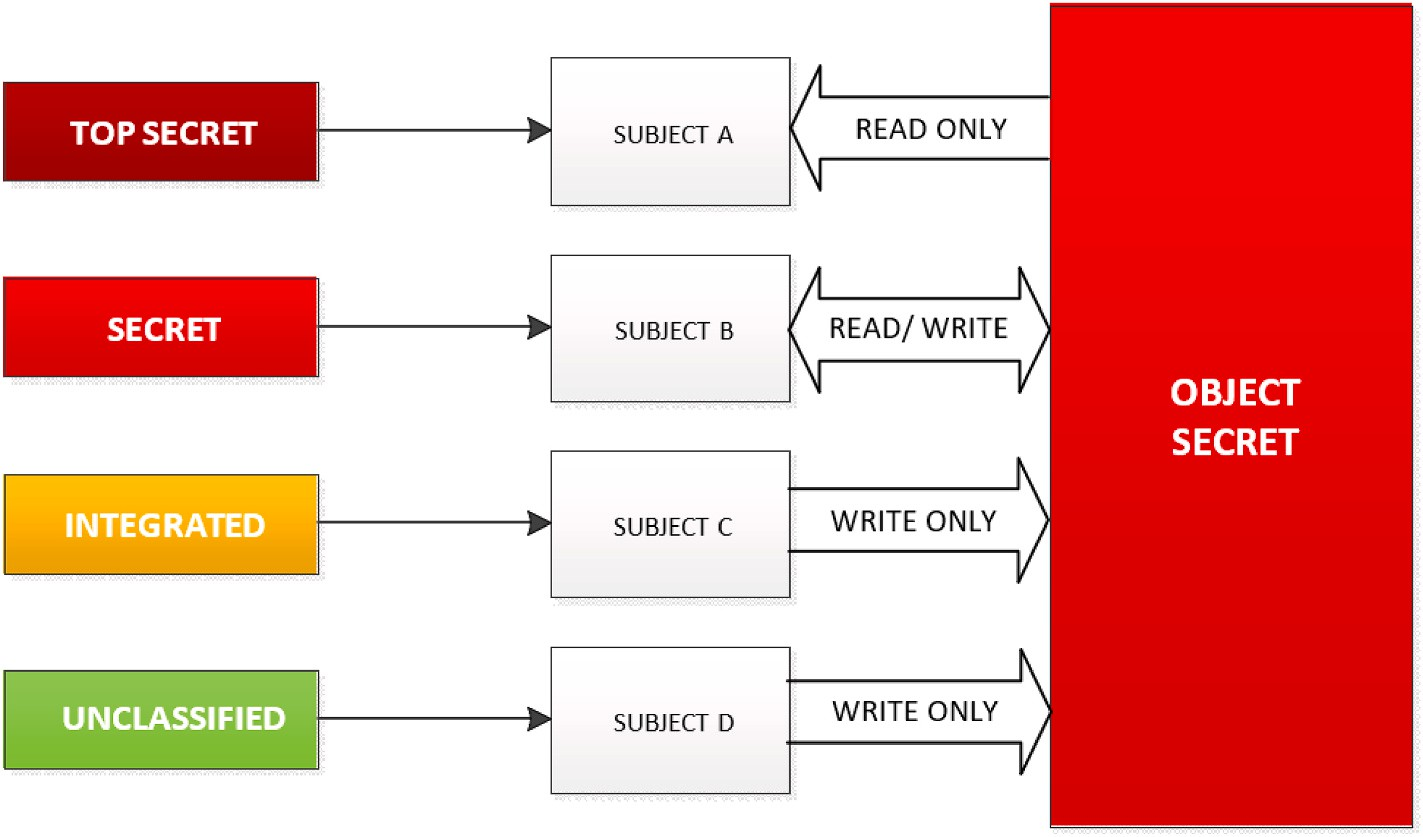 TOP SECRET
SUBJECT A
READ ONLY
SECRET
SUBJECT B
READ/ WRITE
OBJECT
SECRET
INTEGRATED
SUBJECT C
WRITE ONLY
UNCLASSIFIED
SUBJECT D
WRITE ONLY